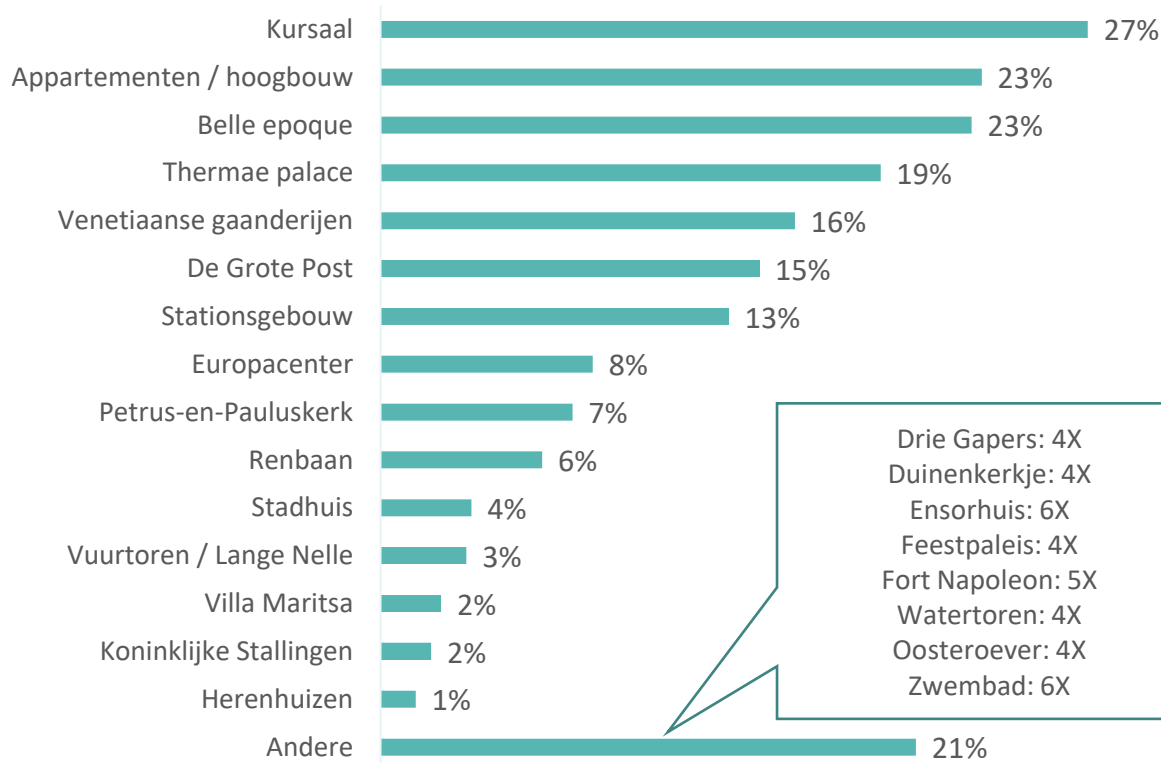 Kursaal 27%
Appartementen / hoogbouw 23%
Belle epoque 23%
Thermae palace 19%
Venetiaanse gaanderijen 16%
De Grote Post 15%
Stationsgebouw 13%
Europacenter 8%
Petrus-en-Pauluskerk 7%
Renbaan 6%
Stadhuis 4%
Vuurtoren / Lange Nelle 3%
Villa Maritsa 2%
Koninklijke Stallingen 2%
Herenhuizen 1%
Andere 21%
Drie Gapers: 4X
Duinenkerkje: 4X
Ensorhuis: 6X
Feestpaleis: 4X
Fort Napoleon: 5X
Watertoren: 4X
Oosteroever: 4X
Zwembad: 6X